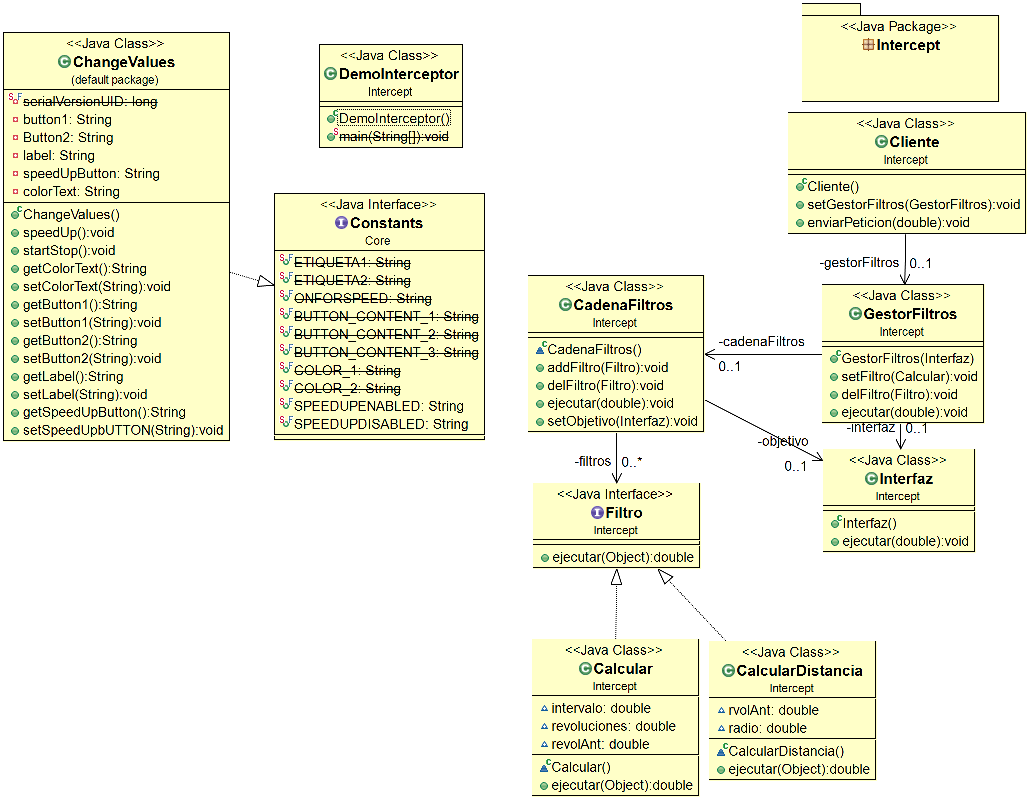 <<Java Class>>
ChangeValues
(default package)
serialVersionUID: long
button1: String
Button2: String
label: String
speedUpButton: String
colorText: String
ChangeValues()
speedUp():void
startStop():void
getColorText():String
setColorText(String):void
getButton1():String
setButton1(String):void
getButton2():String
setButton2(String):void
getLabel():String
setLabel(String):void
getSpeedUpButton():String
setSpeedUpbUTTON(String):void
<<Java Class>>
DemoInterceptor
Intercept
DemoInterceptor()
main(String[]):void
<<Java Interface>>
Constants
Core
ETIQUETA1: String
ETIQUETA2: String
ONFORSPEED: String
BUTTON_CONTENT_1: String
BUTTON_CONTENT_2: String
BUTTON_CONTENT_3: String
COLOR_1: String
COLOR_2: String
SPEEDUPENABLED: String
SPEEDUPDISABLED: String
<<Java Package>>
Intercept
<<Java Class>>
Cliente
Intercept
Cliente()
setGestorFiltros(GestorFiltros):void
enviarPeticion(double):void
-gestorFiltros 0..1
<<Java Class>>
GestorFiltros
Intercept
GestorFiltros(Interfaz)
setFiltro(Calcular):void
delFiltro(Filtro):void
ejecutar(double):void
-cadenaFiltros
0..1
<<Java Class>>
CadenaFiltros
Intercept
CadenaFiltros()
addFiltro(Filtro):void
delFiltro(Filtro):void
ejecutar(double):void
setObjetivo(Interfaz):void
-interfaz 0..1
-objetivo
0..1
<<Java Class>>
Interfaz
Intercept
Interfaz()
ejecutar(double):void
-filtros 0..*
<<Java Interface>>
Filtro
Intercept
ejecutar(Object):double
<<Java Class>>
Calcular
Intercept
intervalo: double
revoluciones: double
revolAnt: double
Calcular()
ejecutar(Object):double
<<Java Class>>
CalcularDistancia
Intercept
rvolAnt: double
radio: double
CalcularDistancia()
ejecutar(Object):double